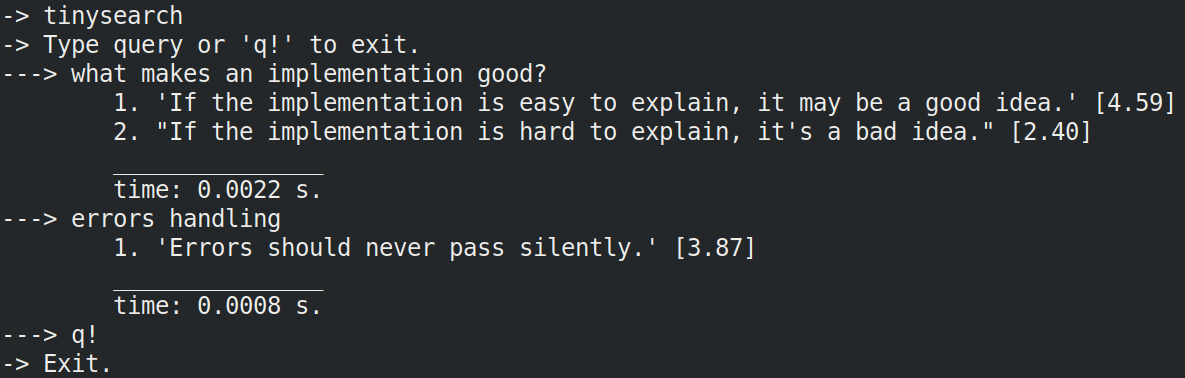 -> tinysearch
-> Type query or 'q!' to exit.
---> what makes an implementation good?
1. 'If the implementation is easy to explain, it may be a good idea.' [4.59]
2. "If the implementation is hard to explain, it's a bad idea." [2.40]
_______________
time: 0.0022 s.
---> errors handling
1. 'Errors should never pass silently.' [3.87]
_______________
time: 0.0008 s.
---> q!
-> Exit.